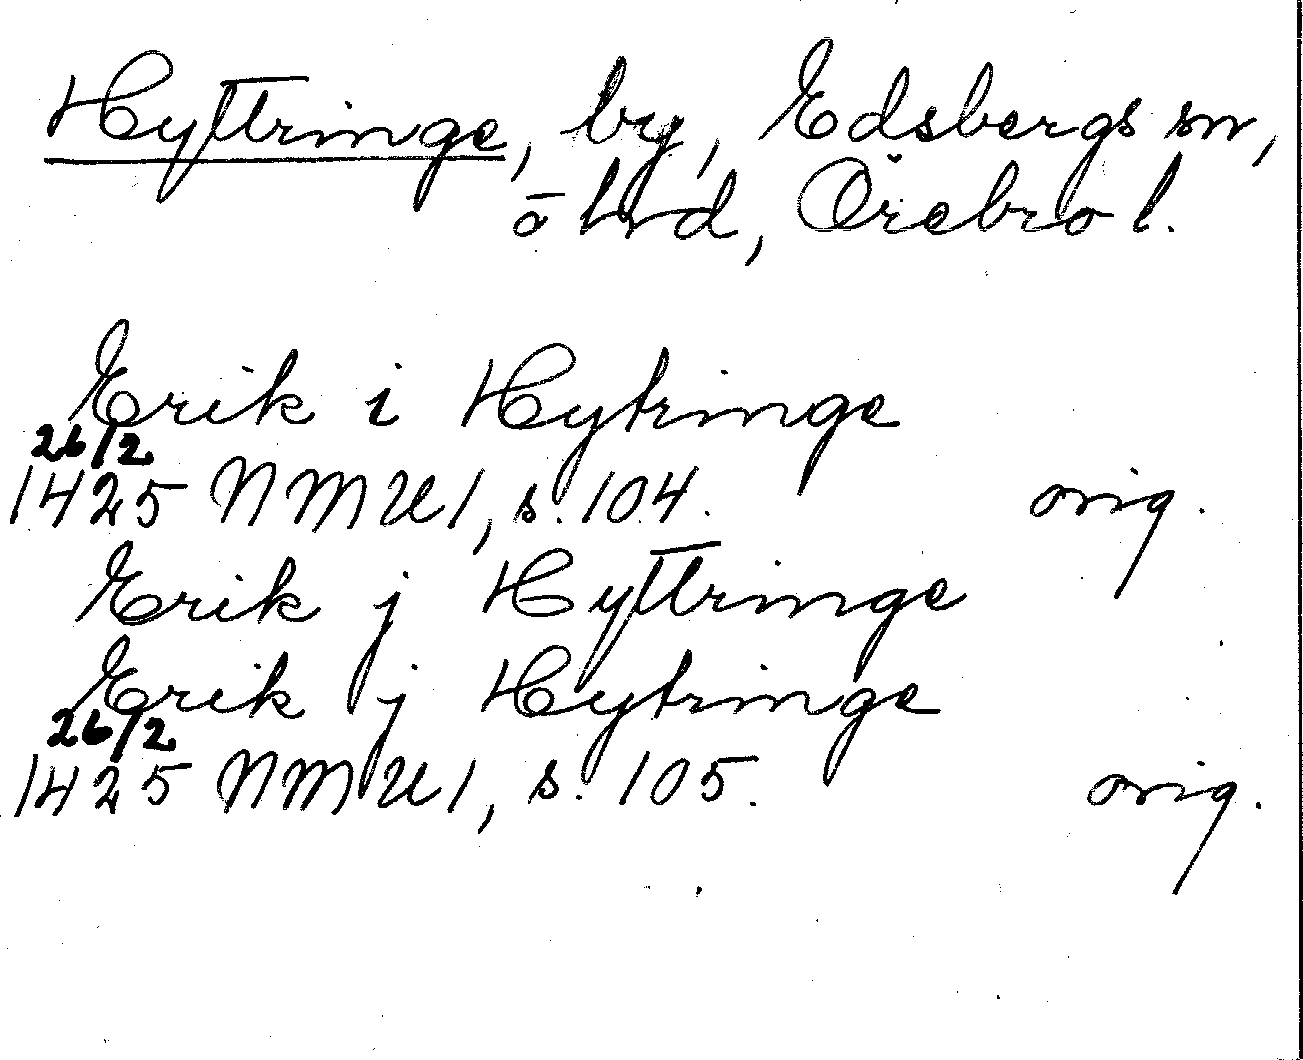 Hyttringe, by, Edsbergs sn,
ō hrd, Örebro l.
Erik i Hytringe
26/2
1425 NMU1, s. 104. orig.
Erik j Hyttringe
Erik j Hytringe
26/2
1425 NMU1, s. 105. orig.